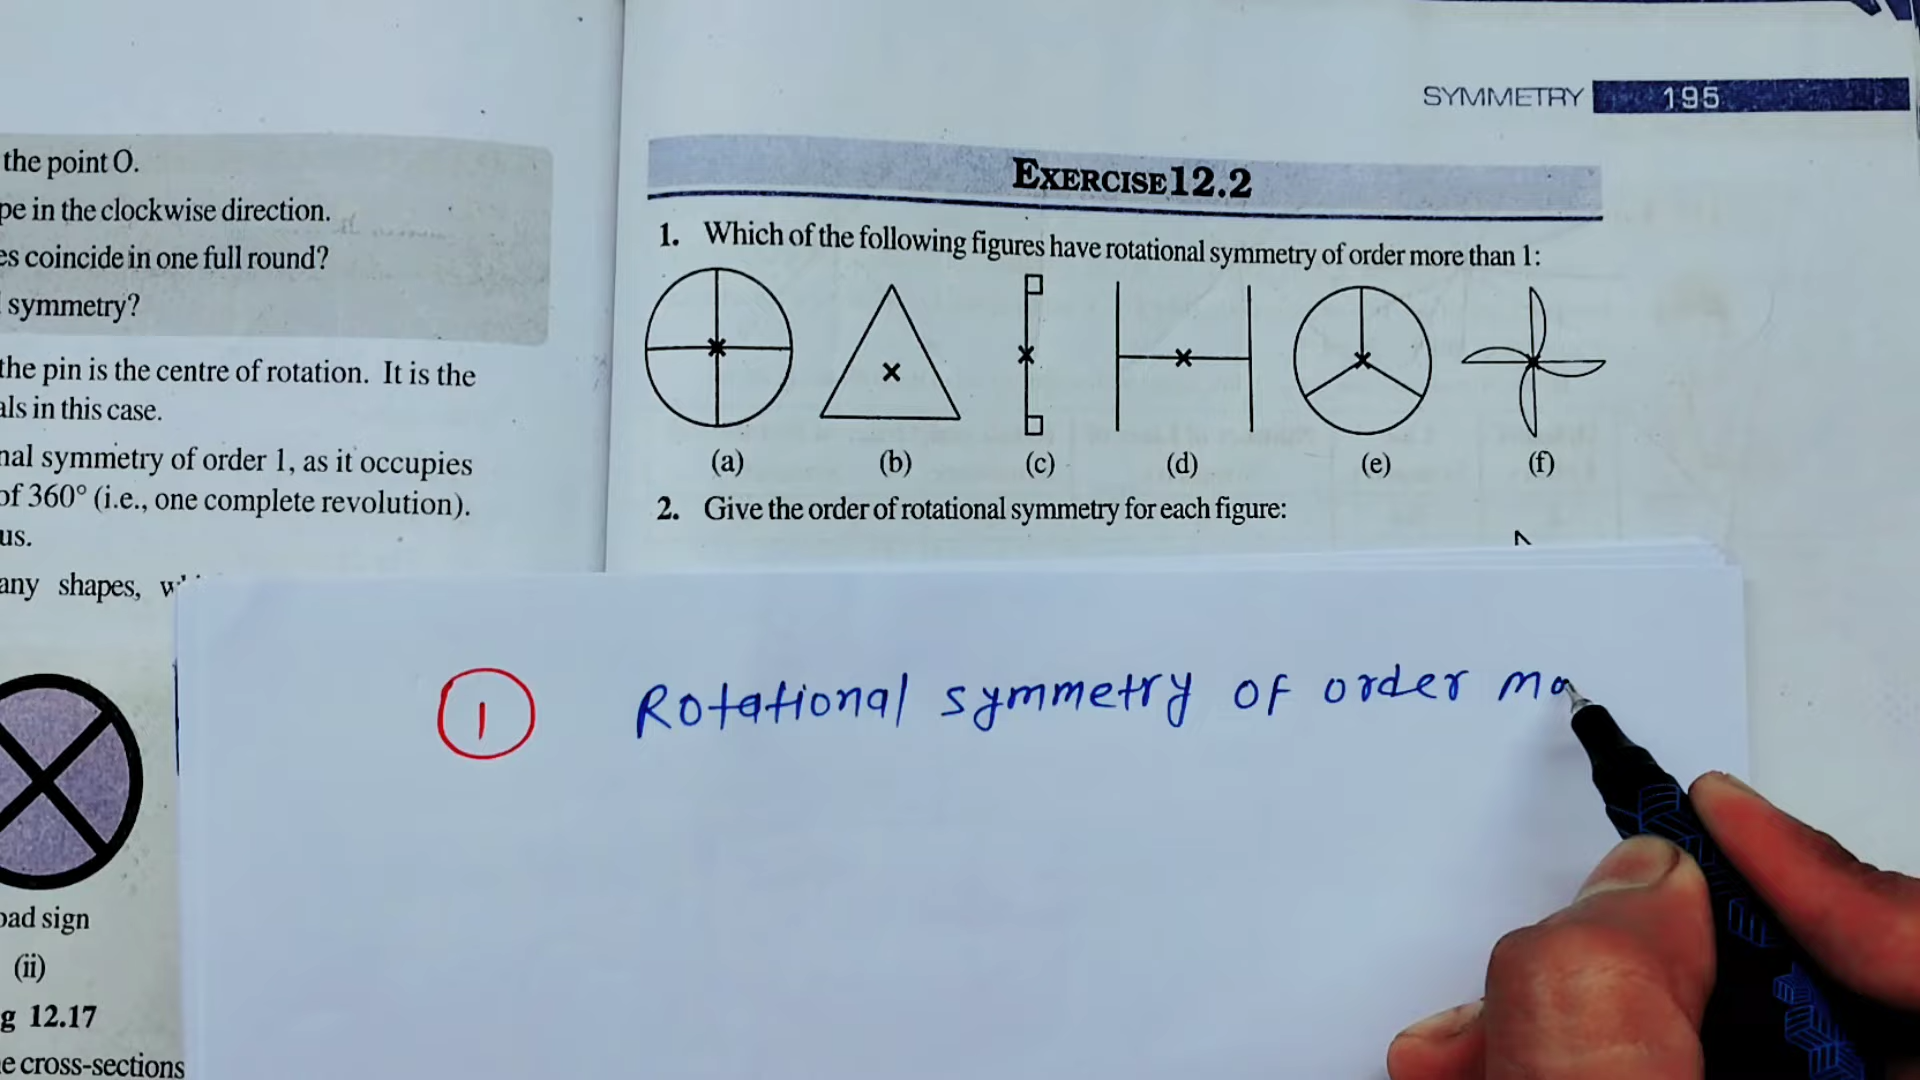 the point O.
pe in the clockwise direction.
es coincide in one full round?
symmetry?
the pin is the centre of rotation. It is the
als in this case.
nal symmetry of order 1, as it occupies
of 360° (i.e., one complete revolution).
us.
any shapes,
oad sign
(ii)
g 12.17
e cross-sections
SYMMETRY 195
EXERCISE 12.2
1. Which of the following figures have rotational symmetry of order more than 1:
(a) (b) (c) (d) (e) (f)
2. Give the order of rotational symmetry for each figure:
1 Rotational symmetry of order mo